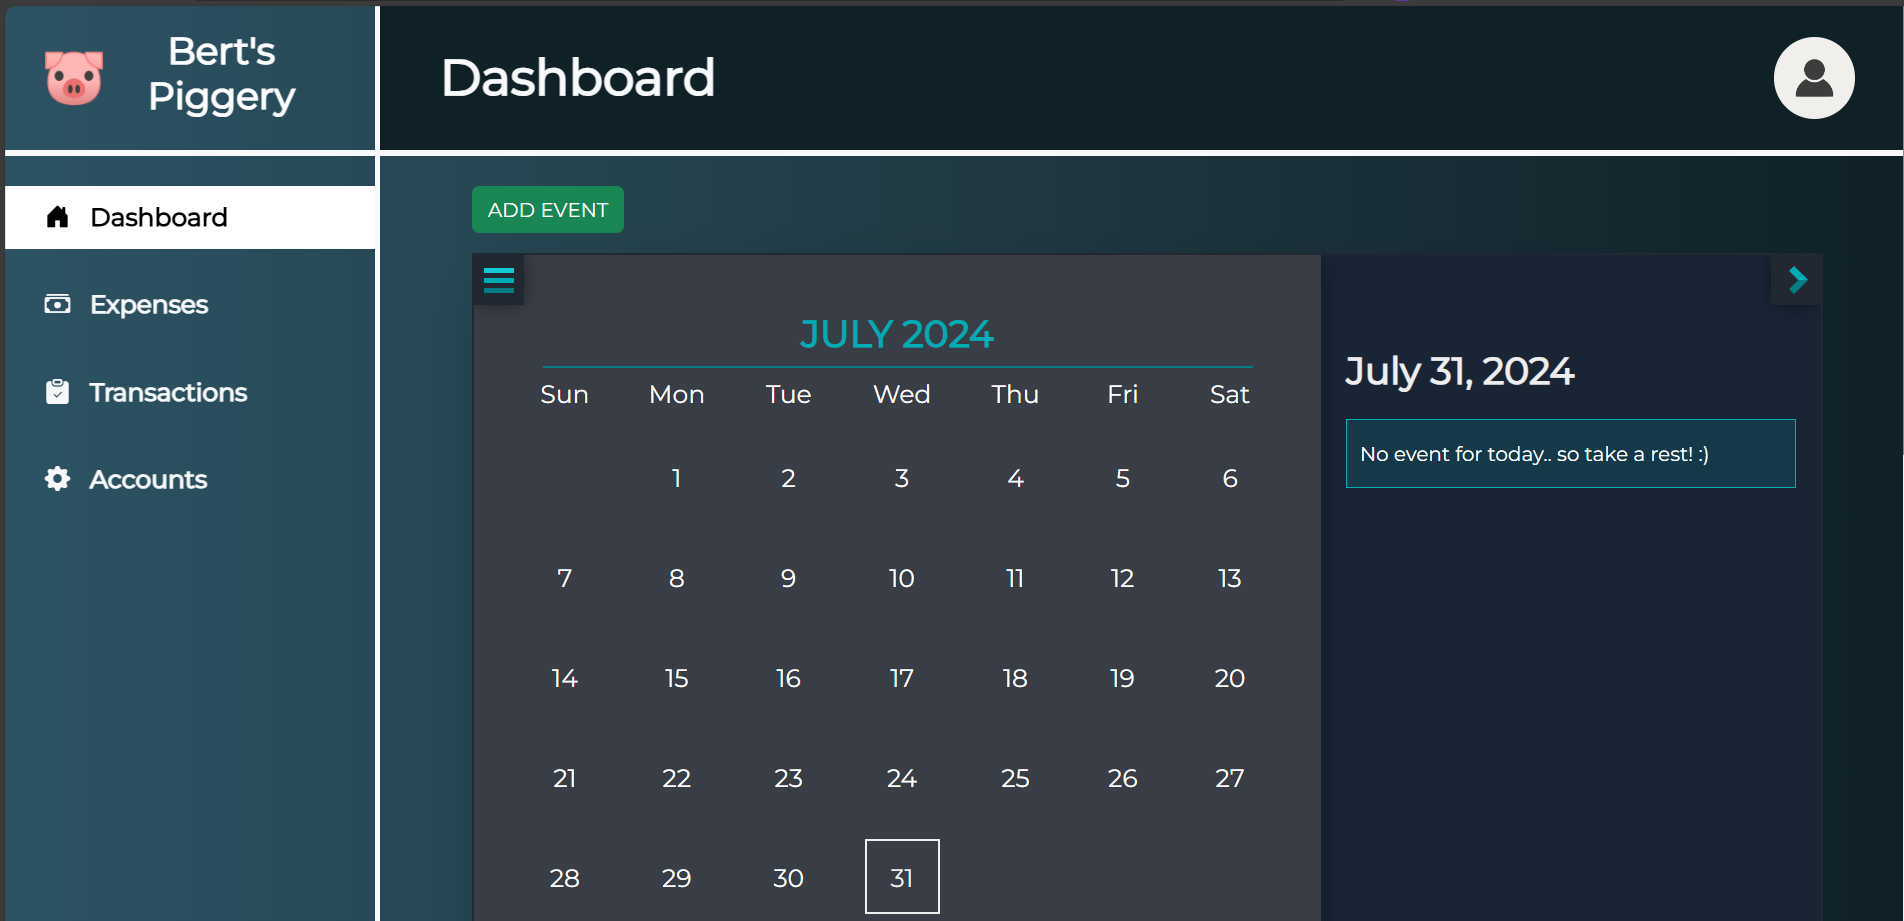 Bert's
Piggery
Dashboard
Dashboard
Expenses
Transactions
Accounts
ADD EVENT
JULY 2024
Sun Mon Tue Wed Thu Fri Sat
1 2 3 4 5 6
7 8 9 10 11 12 13
14 15 16 17 18 19 20
21 22 23 24 25 26 27
28 29 30 31
July 31, 2024
No event for today.. so take a rest! :)